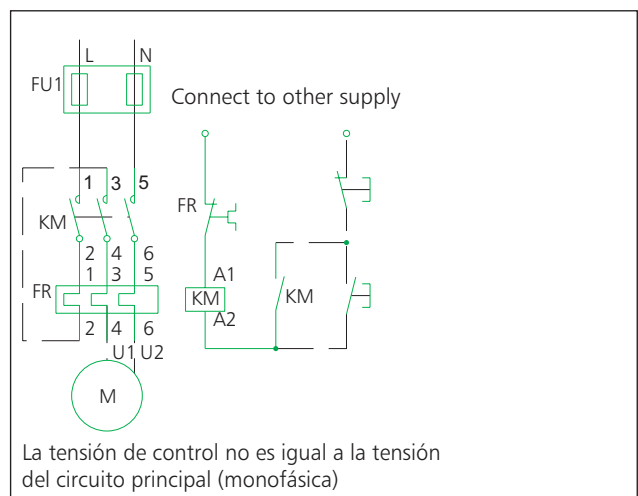 L N
FU1
Connect to other supply
1 3 5
KM
FR
2 4 6
1 3 5
FR
A1
KM
KM
A2
2 4 6
U1 U2
M
La tensión de control no es igual a la tensión
del circuito principal (monofásica)